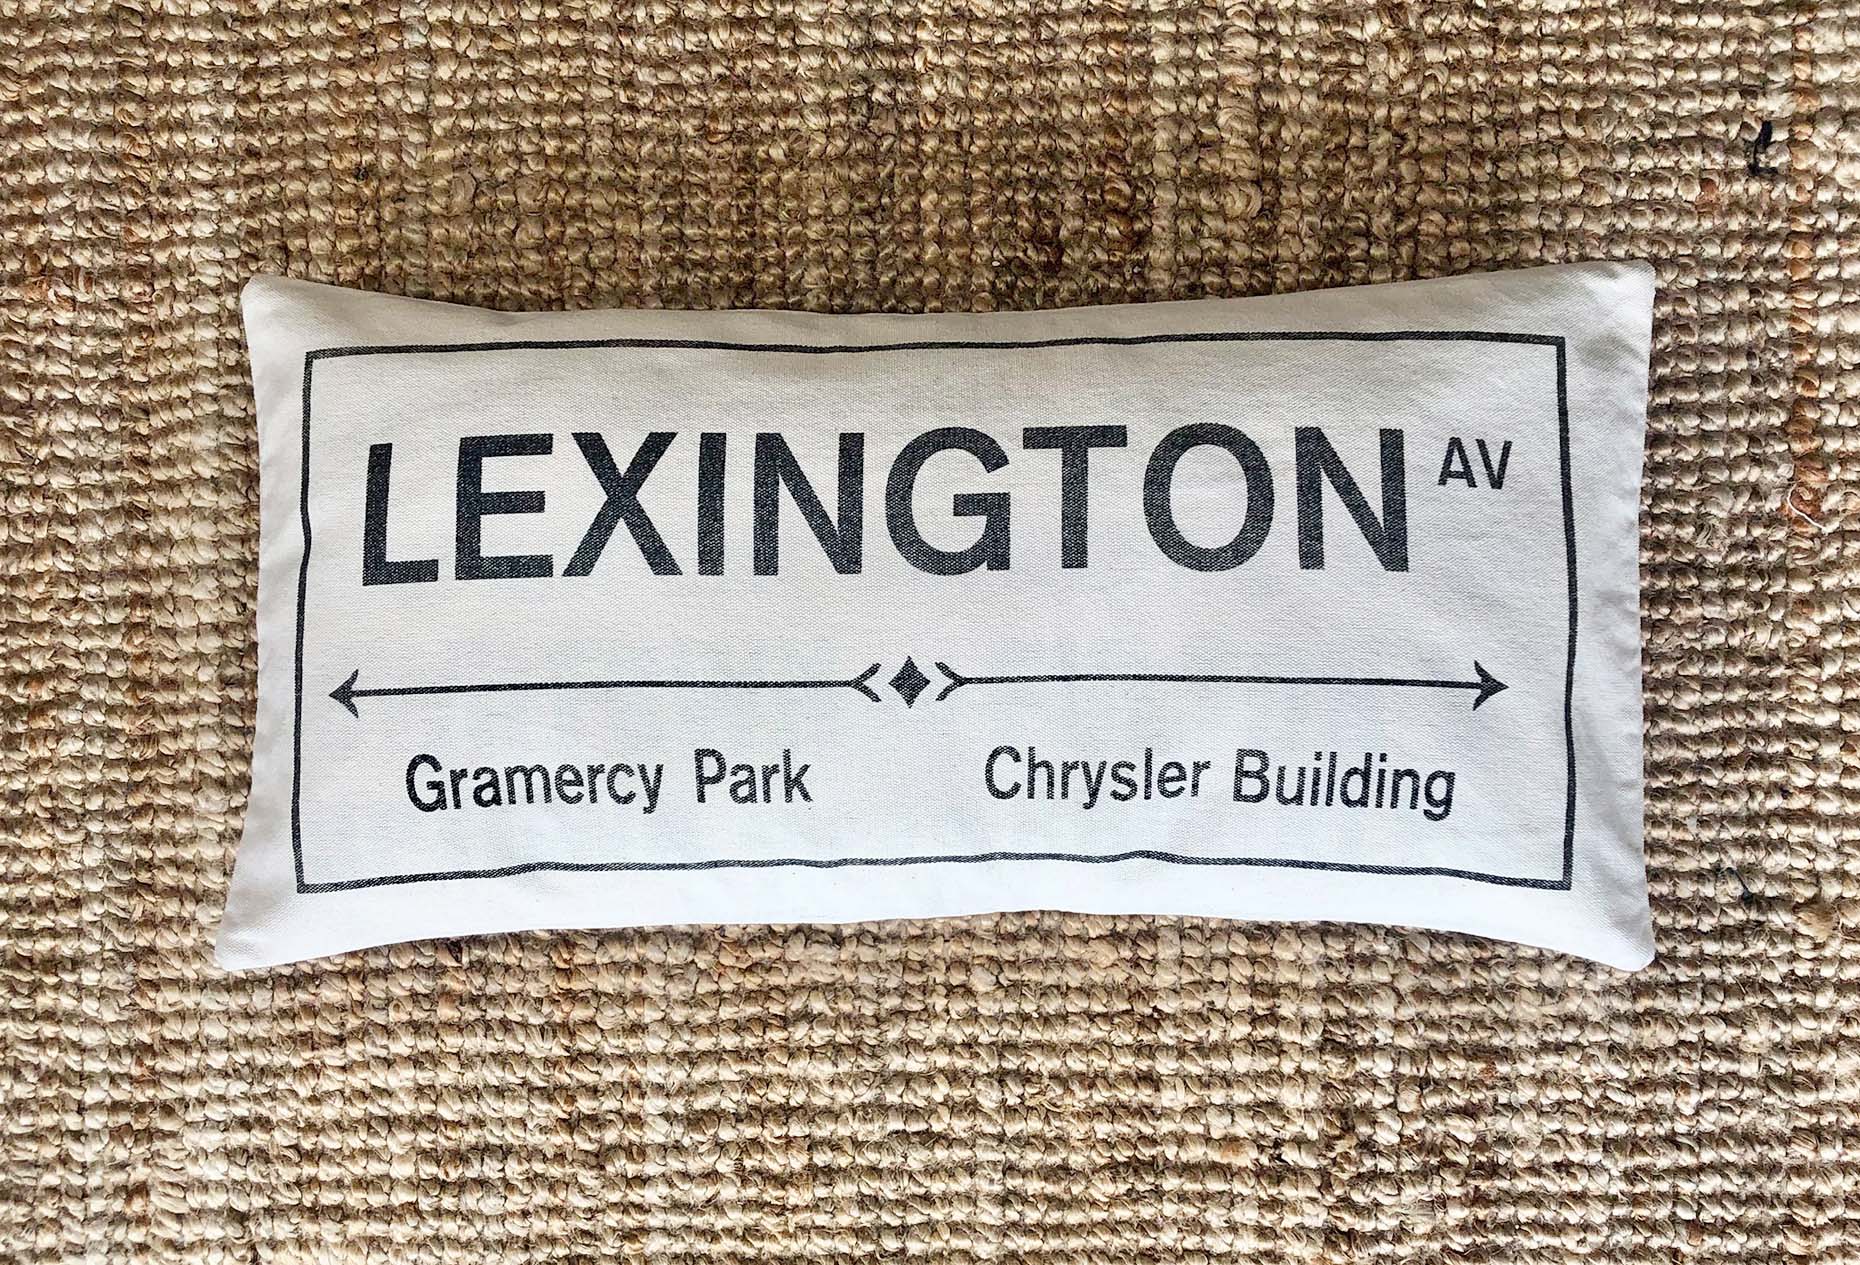 LEXINGTON AV
Gramercy Park Chrysler Building